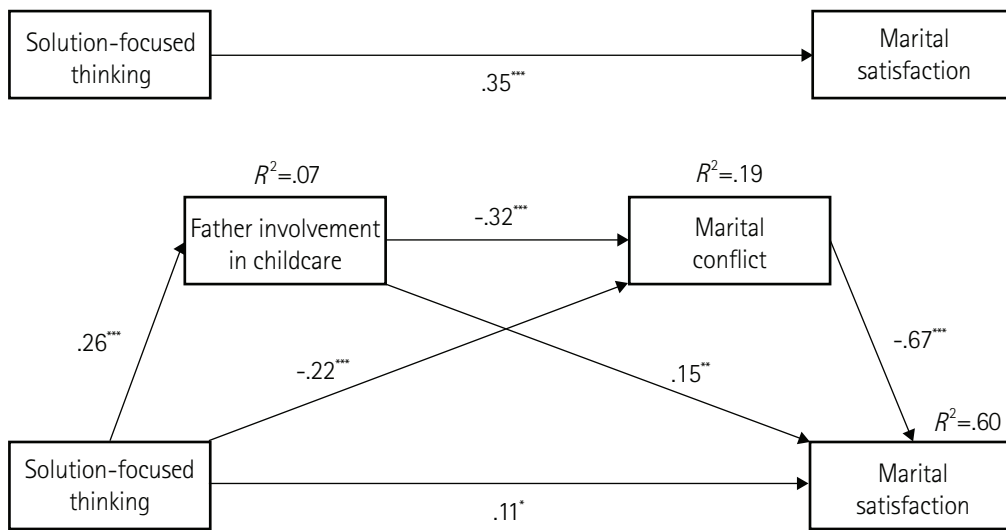 Solution-focused
thinking
Marital
satisfaction
.35***
R²=.07
R²=.19
Father involvement
in childcare
-.32***
Marital
conflict
.26***
-.22***
.15**
-.67***
R²=.60
Solution-focused
thinking
Marital
satisfaction
.11*